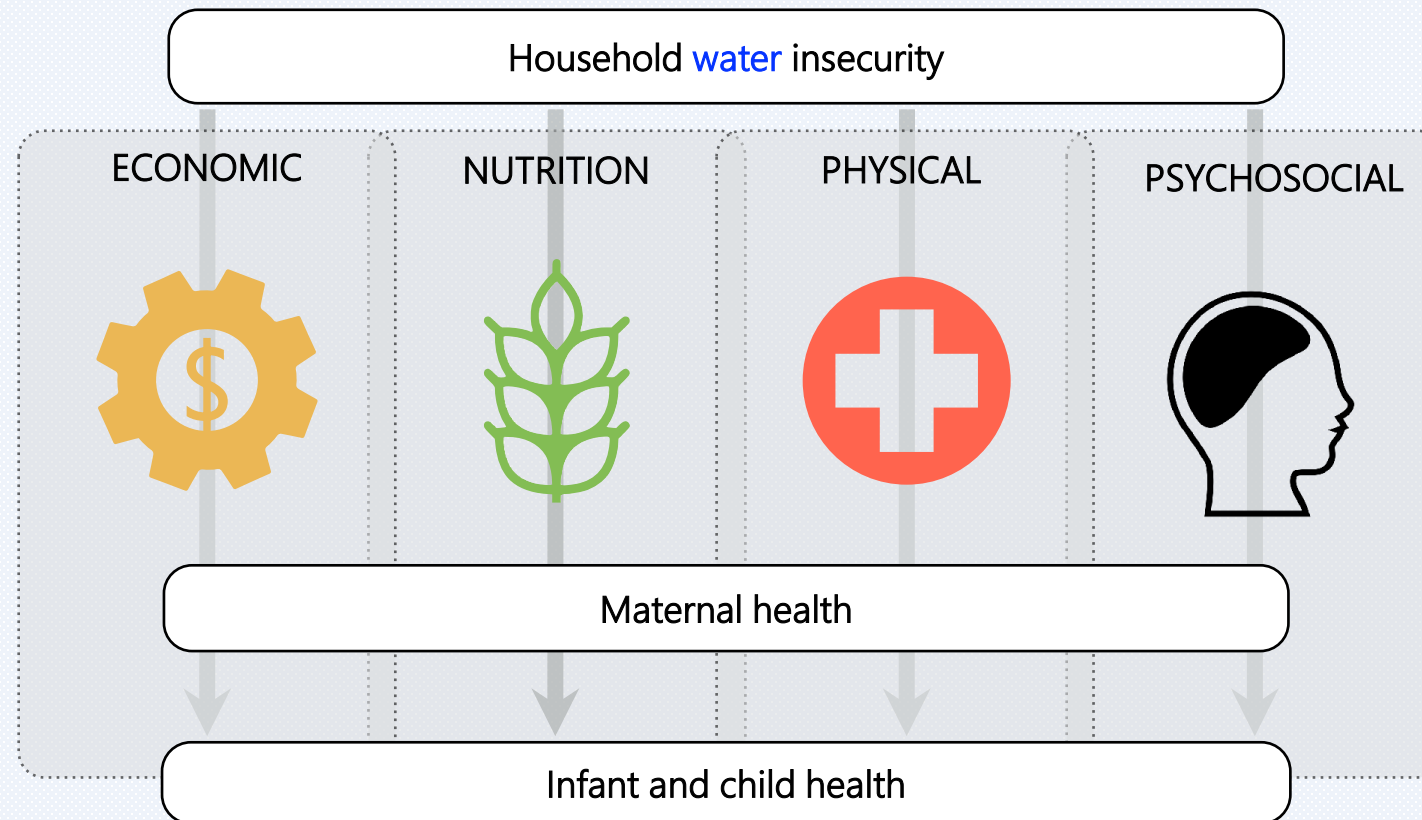 Household water insecurity
ECONOMIC
NUTRITION
PHYSICAL
PSYCHOSOCIAL
$
Maternal health
Infant and child health